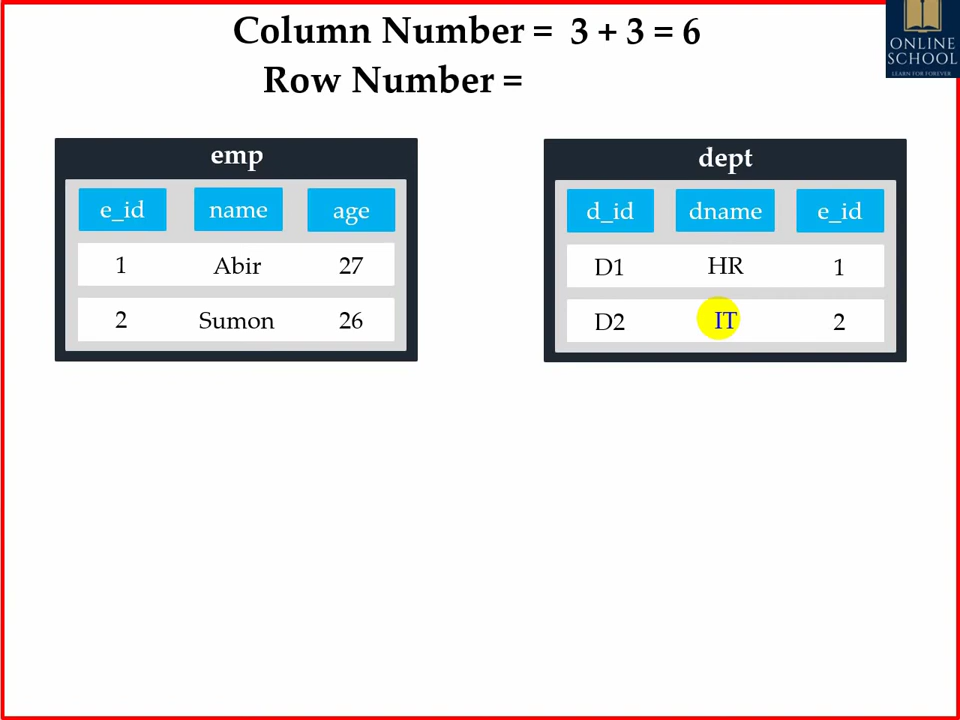 Column Number = 3 + 3 = 6
Row Number =
ONLINE
SCHOOL
LEARN FOR FOREVER
emp
e_id name age
1 Abir 27
2 Sumon 26
dept
d_id dname e_id
D1 HR 1
D2 IT 2